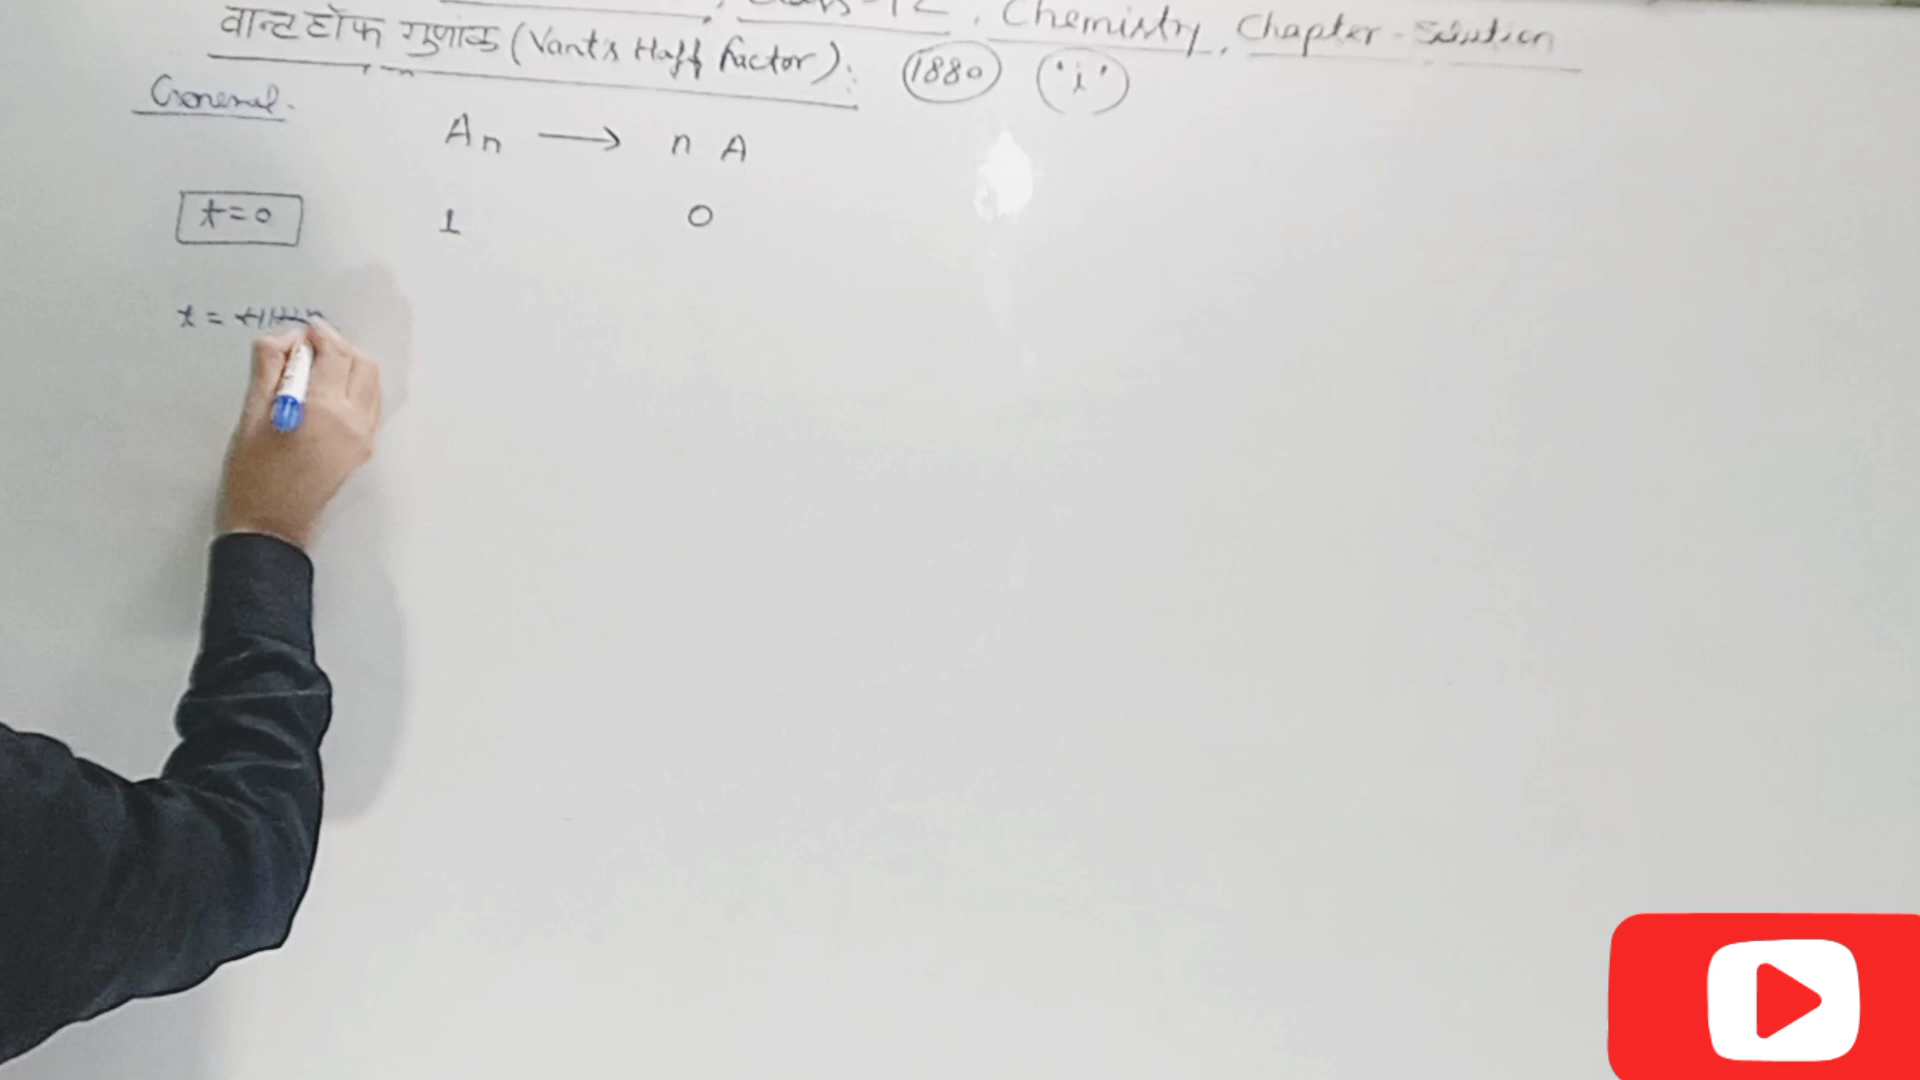 Class-12, Chemistry, Chapter-Solution
वान्ट हॉफ गुणांक (Vant's Haff factor): 1880 'i'
General.
An ⟶ n A
t=0 1 0
t =